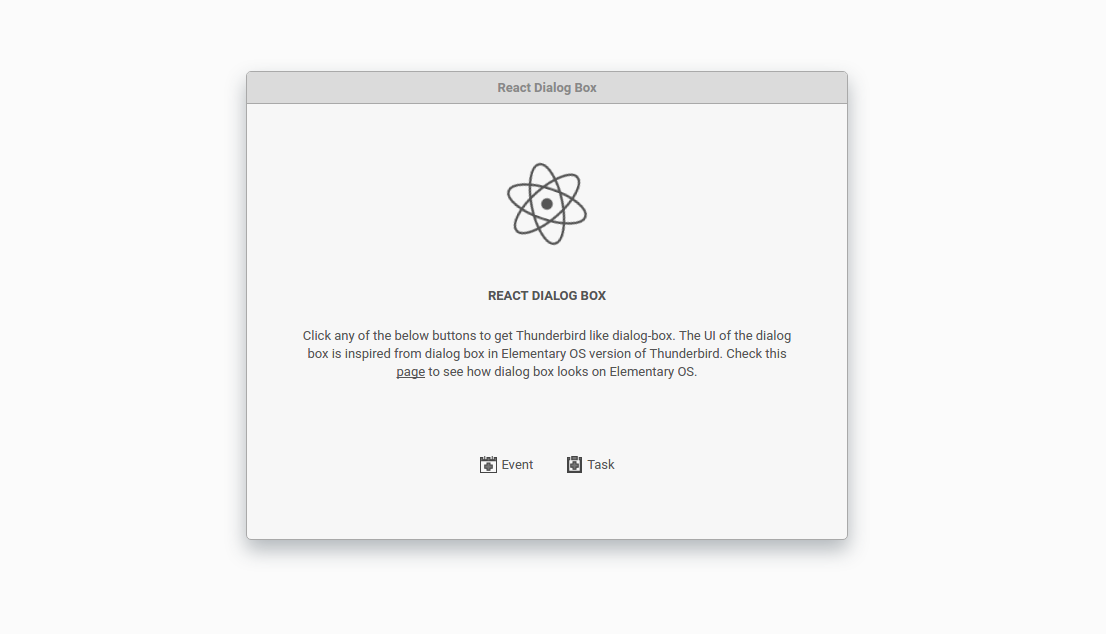 React Dialog Box
REACT DIALOG BOX
Click any of the below buttons to get Thunderbird like dialog-box. The UI of the dialog
box is inspired from dialog box in Elementary OS version of Thunderbird. Check this
page to see how dialog box looks on Elementary OS.
Event Task